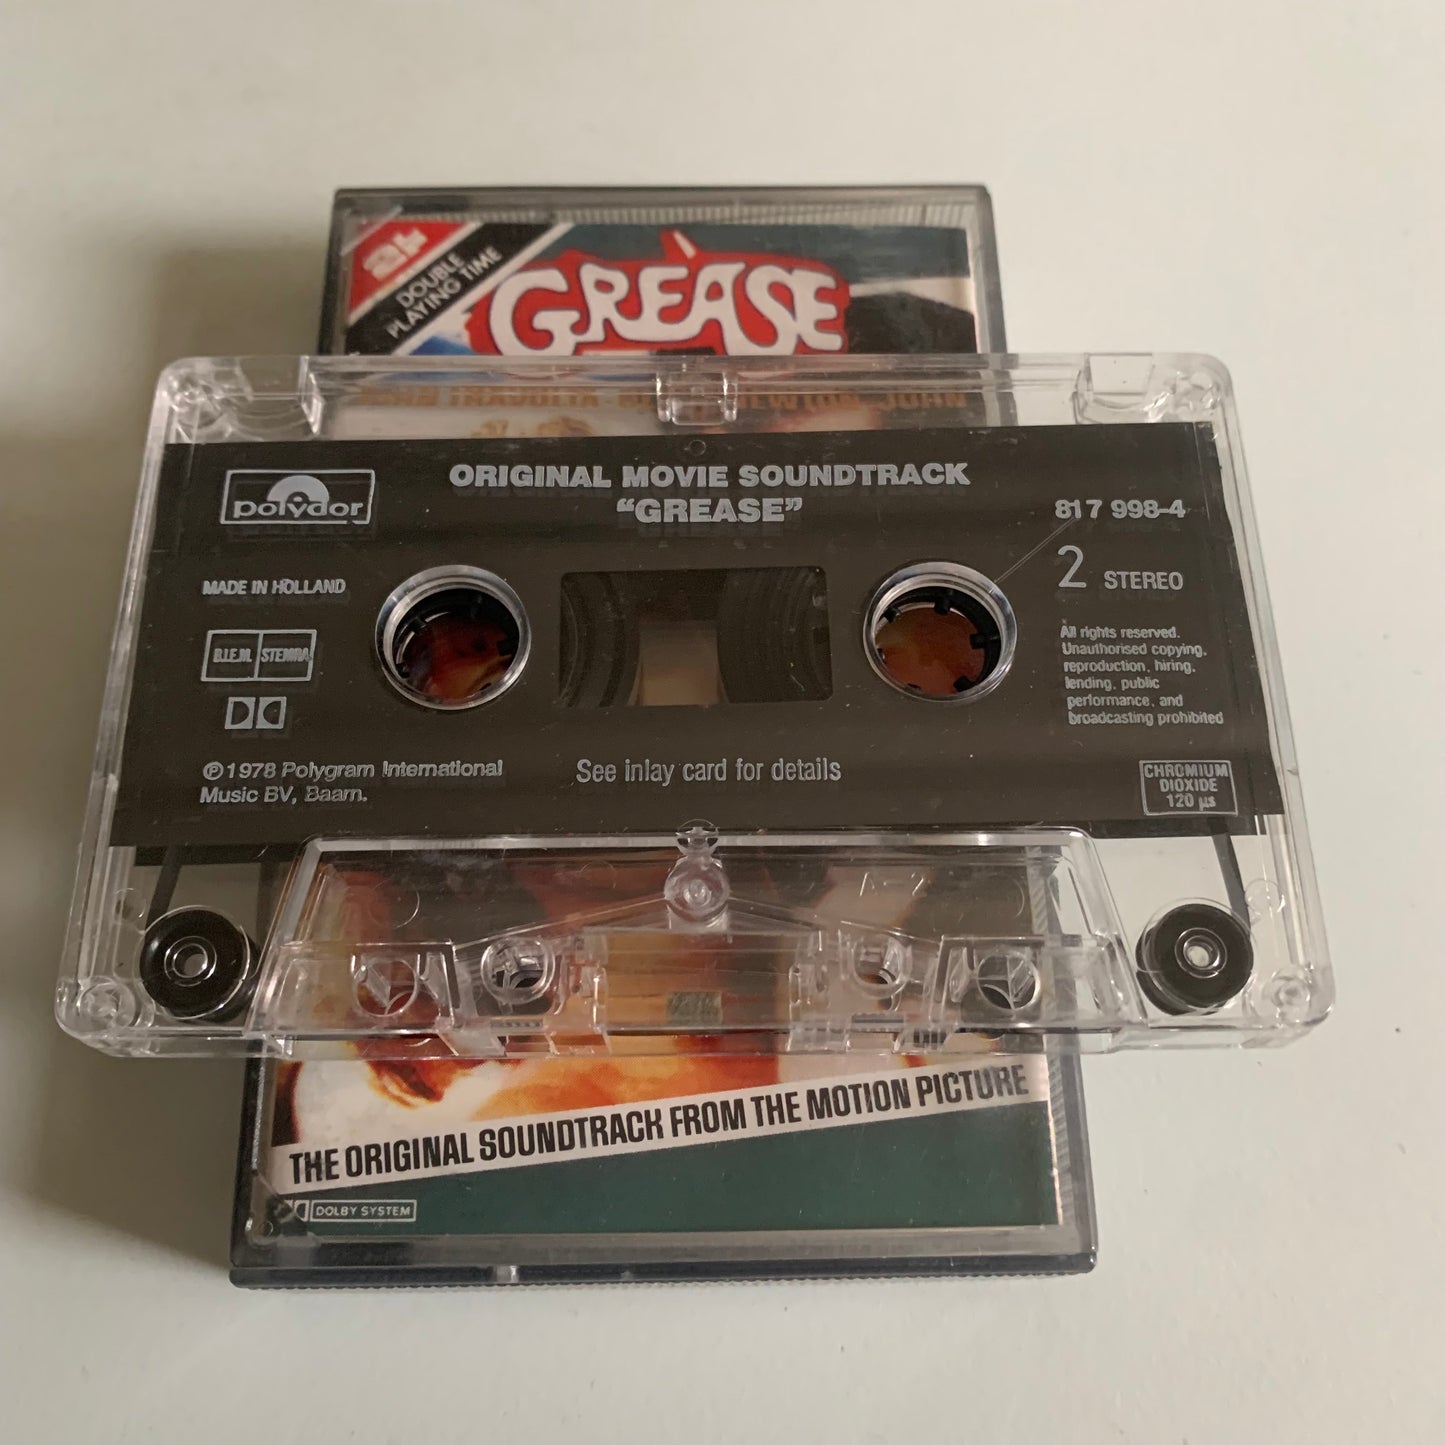 DOUBLE
PLAYING TIME
GREASE
polydor
ORIGINAL MOVIE SOUNDTRACK
“GREASE”
817 998-4
2 STEREO
MADE IN HOLLAND
B.I.E.M. STEMRA
All rights reserved.
Unauthorised copying,
reproduction, hiring,
lending, public
performance, and
broadcasting prohibited
℗ 1978 Polygram International
Music BV, Baarn.
See inlay card for details
CHROMIUM
DIOXIDE
120 µs
THE ORIGINAL SOUNDTRACK FROM THE MOTION PICTURE
DOLBY SYSTEM